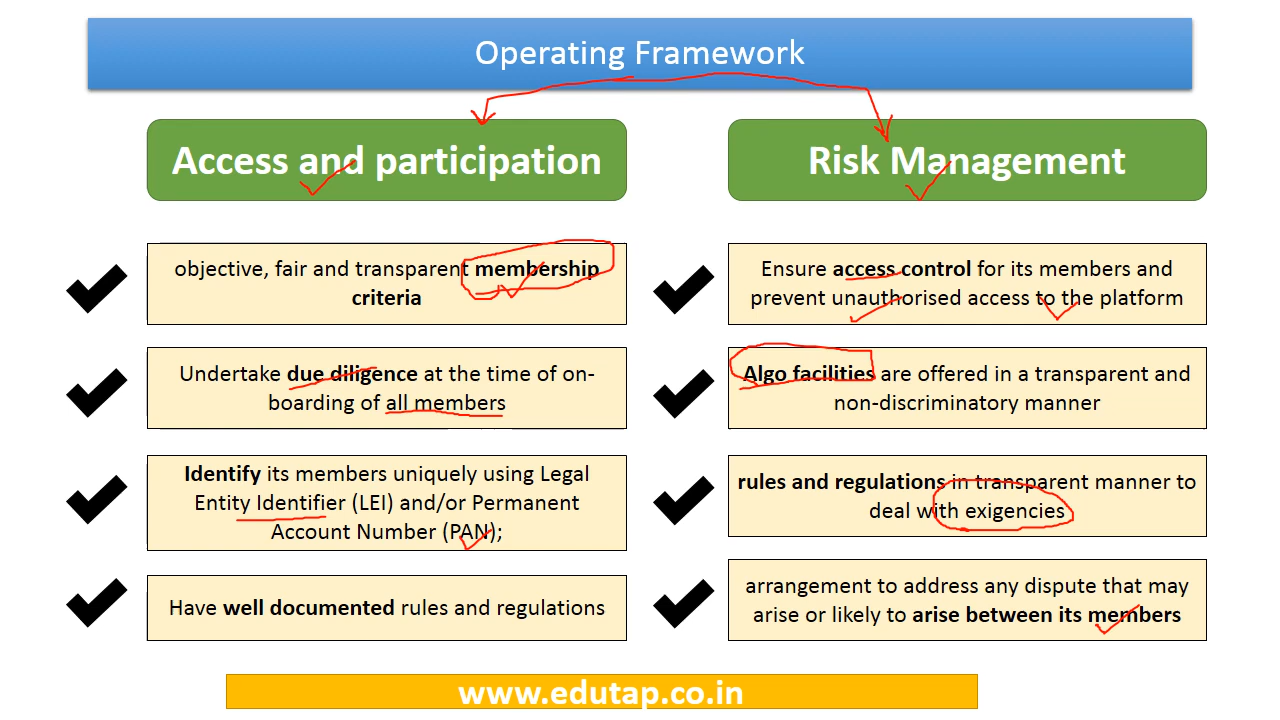 Operating Framework
Access and participation
objective, fair and transparent membership
criteria
Undertake due diligence at the time of on-
boarding of all members
Identify its members uniquely using Legal
Entity Identifier (LEI) and/or Permanent
Account Number (PAN);
Have well documented rules and regulations
Risk Management
Ensure access control for its members and
prevent unauthorised access to the platform
Algo facilities are offered in a transparent and
non-discriminatory manner
rules and regulations in transparent manner to
deal with exigencies
arrangement to address any dispute that may
arise or likely to arise between its members
www.edutap.co.in